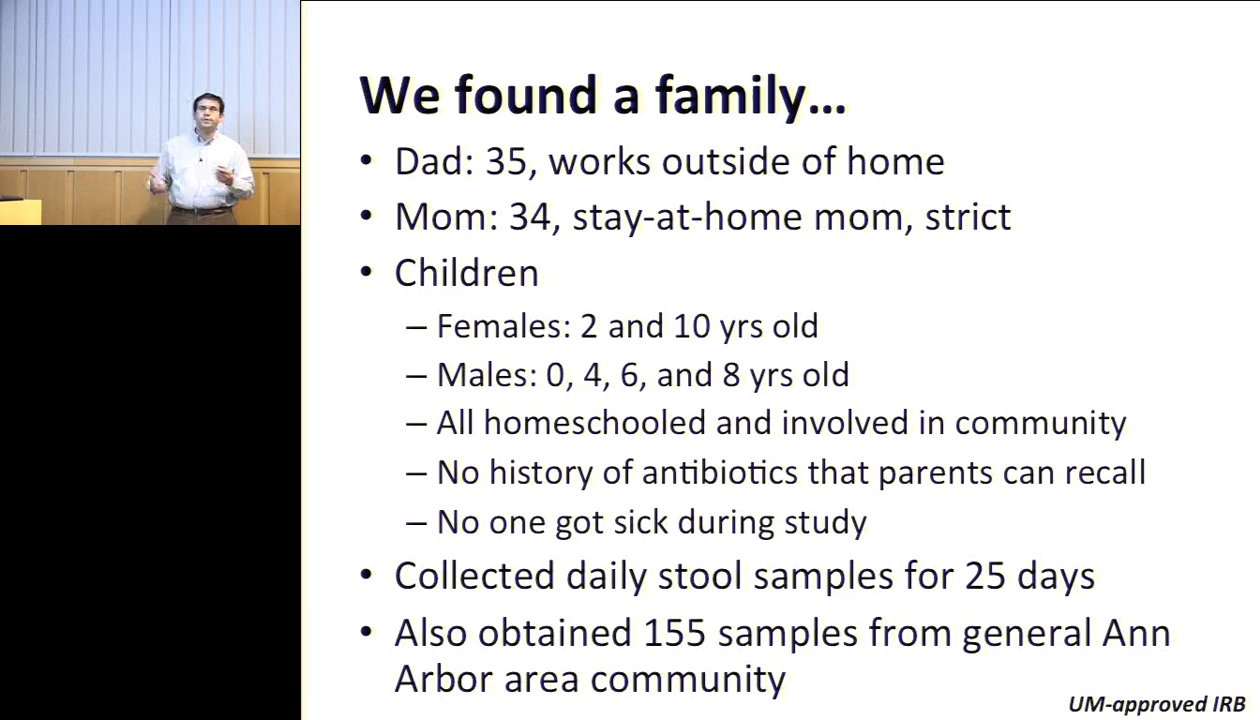 We found a family...
• Dad: 35, works outside of home
• Mom: 34, stay-at-home mom, strict
• Children
– Females: 2 and 10 yrs old
– Males: 0, 4, 6, and 8 yrs old
– All homeschooled and involved in community
– No history of antibiotics that parents can recall
– No one got sick during study
• Collected daily stool samples for 25 days
• Also obtained 155 samples from general Ann
Arbor area community
UM-approved IRB